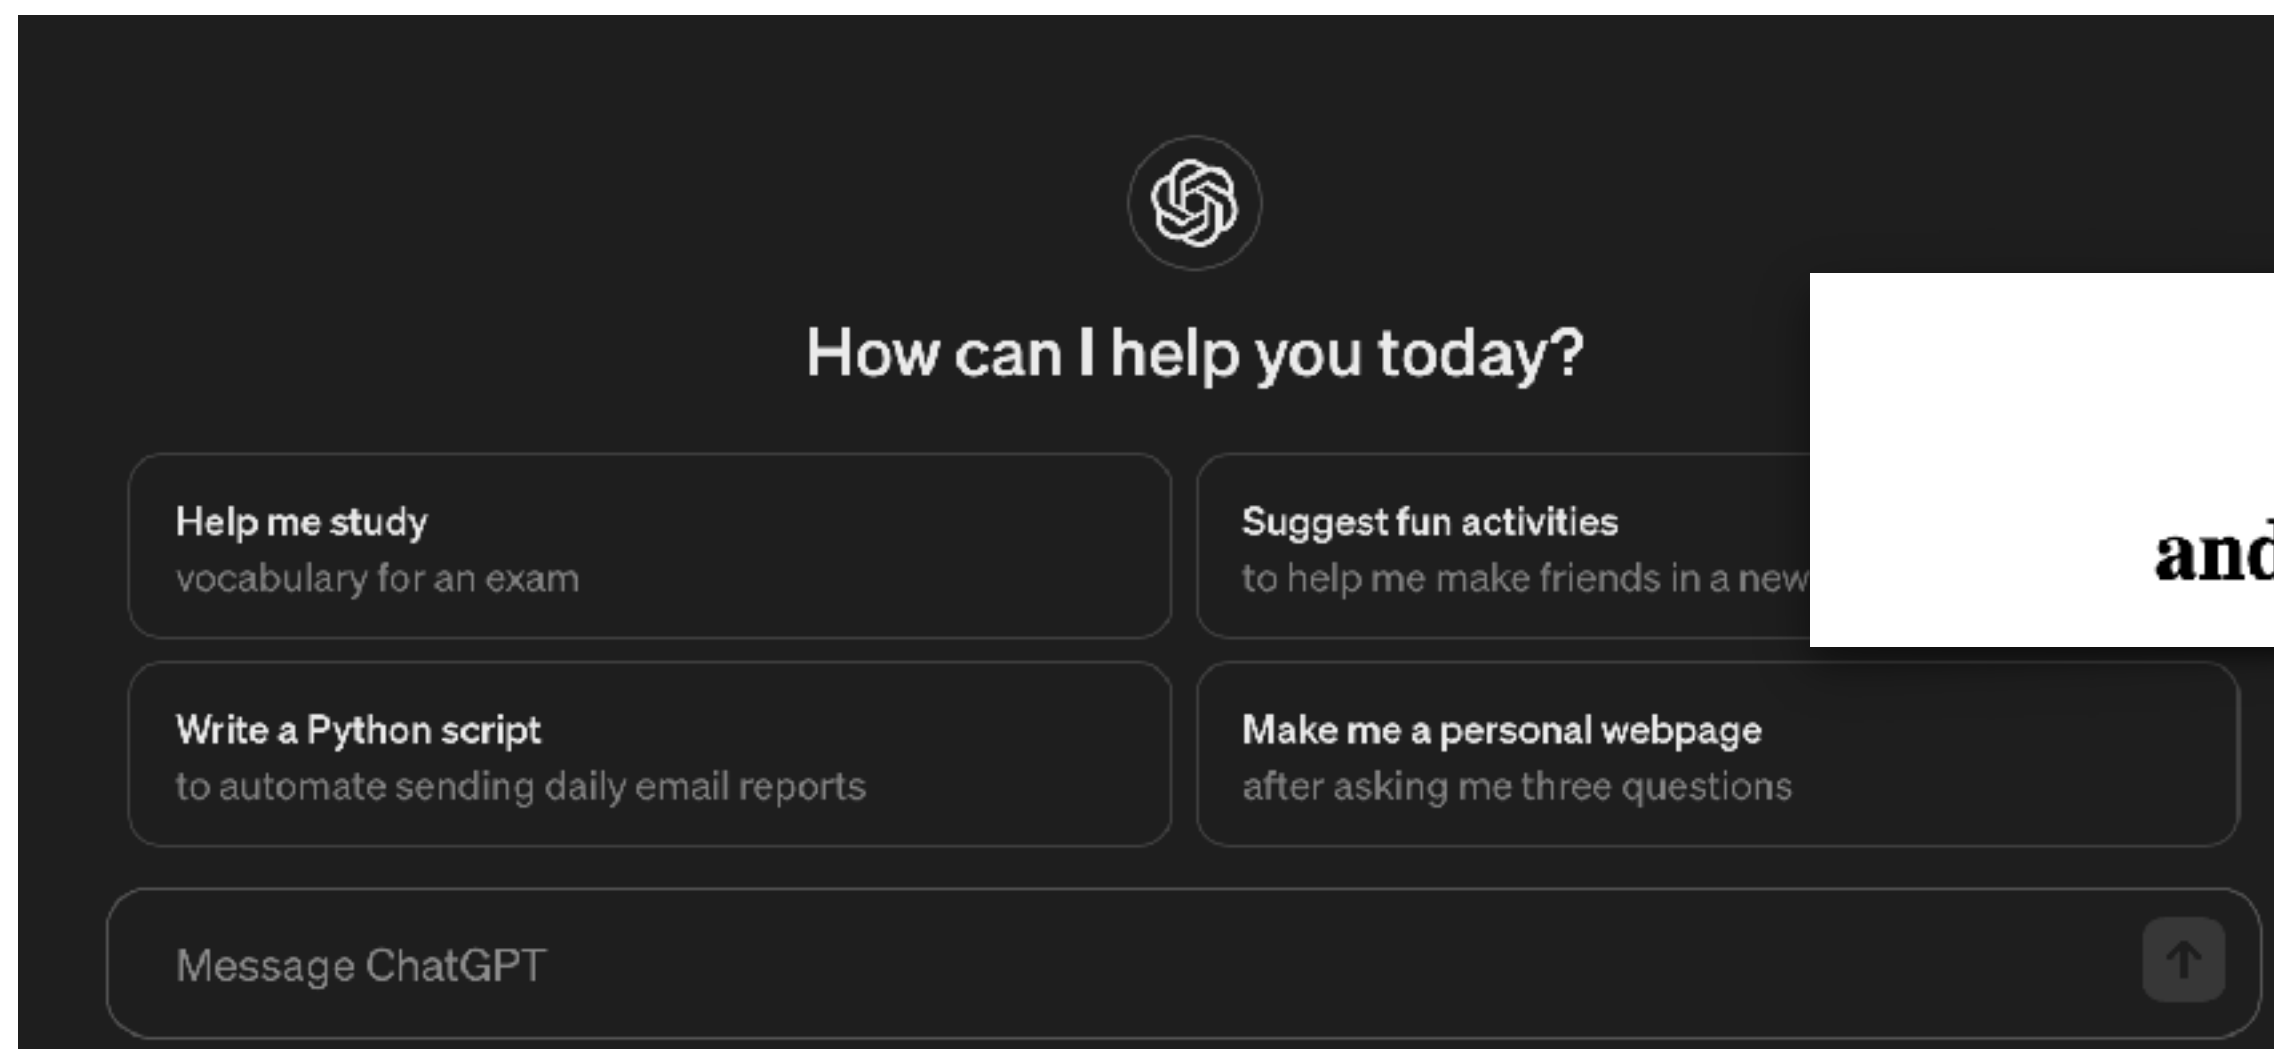 How can I help you today?
Help me study
vocabulary for an exam
Suggest fun activities
to help me make friends in a new
and
Write a Python script
to automate sending daily email reports
Make me a personal webpage
after asking me three questions
Message ChatGPT